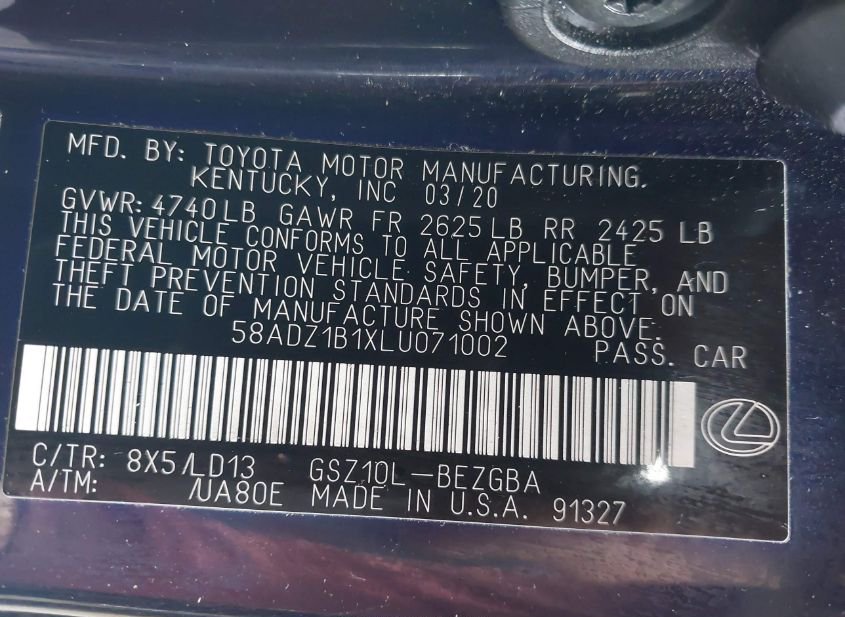 MFD. BY: TOYOTA MOTOR MANUFACTURING,
KENTUCKY, INC 03/20
GVWR: 4740LB GAWR FR 2625LB RR 2425 LB
THIS VEHICLE CONFORMS TO ALL APPLICABLE
FEDERAL MOTOR VEHICLE SAFETY, BUMPER, AND
THEFT PREVENTION STANDARDS IN EFFECT ON
THE DATE OF MANUFACTURE SHOWN ABOVE.
58ADZ1B1XLU071002 PASS. CAR
C/TR: 8X5/LD13 GSZ10L-BEZGBA
A/TM: /UA80E MADE IN U.S.A. 91327